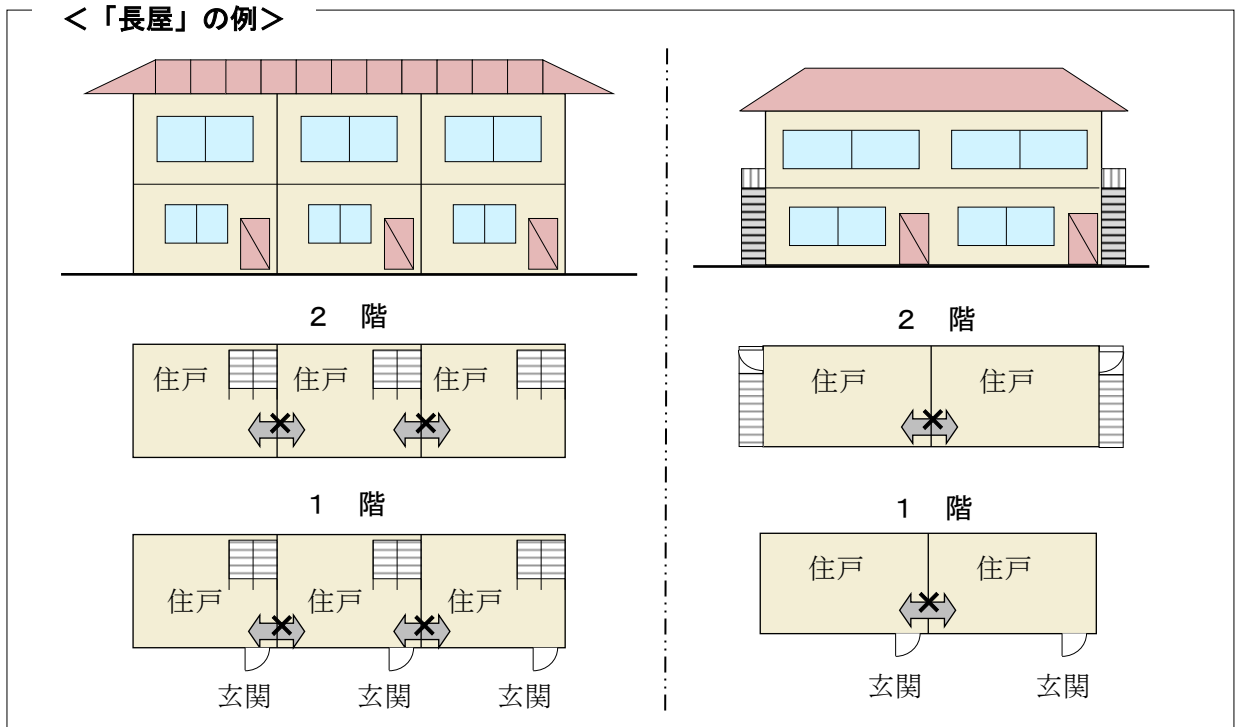 ＜「長屋」の例＞
２　階
住戸　住戸　住戸
１　階
住戸　住戸　住戸
玄関　玄関　玄関
２　階
住戸　住戸
１　階
住戸　住戸
玄関　玄関